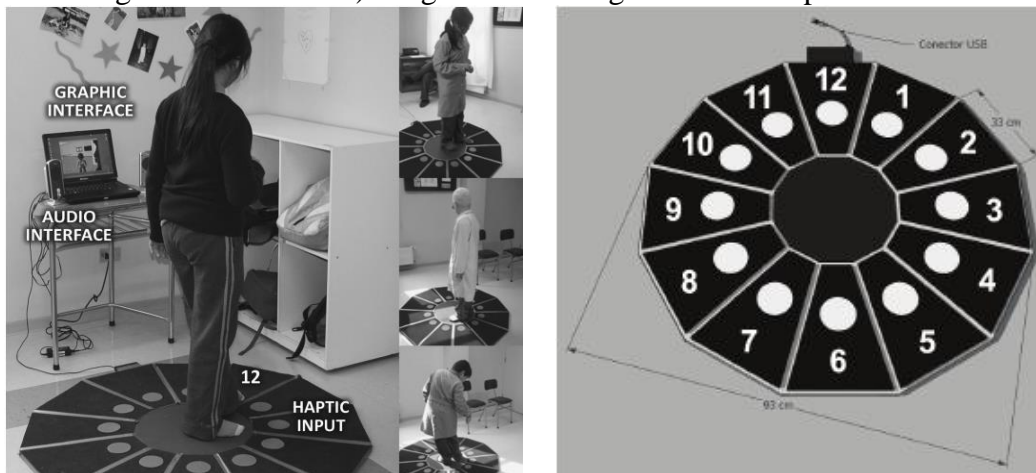 GRAPHIC
INTERFACE
AUDIO
INTERFACE
12
HAPTIC
INPUT
Conector USB
12
1
2
3
4
5
6
7
8
9
10
11
33 cm
93 cm